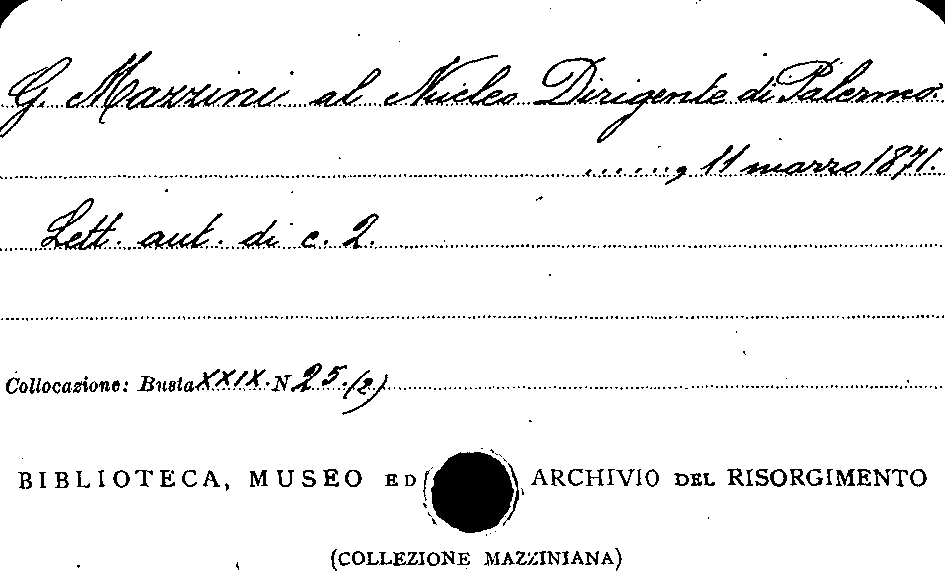 G. Mazzini al Nucleo Dirigente di Palermo.
......, 11 marzo 1871.
Lett. aut. di c. 2.
Collocazione: Busta XXIX. N 25. (2)
BIBLIOTECA, MUSEO ED ARCHIVIO DEL RISORGIMENTO
(COLLEZIONE MAZZINIANA)